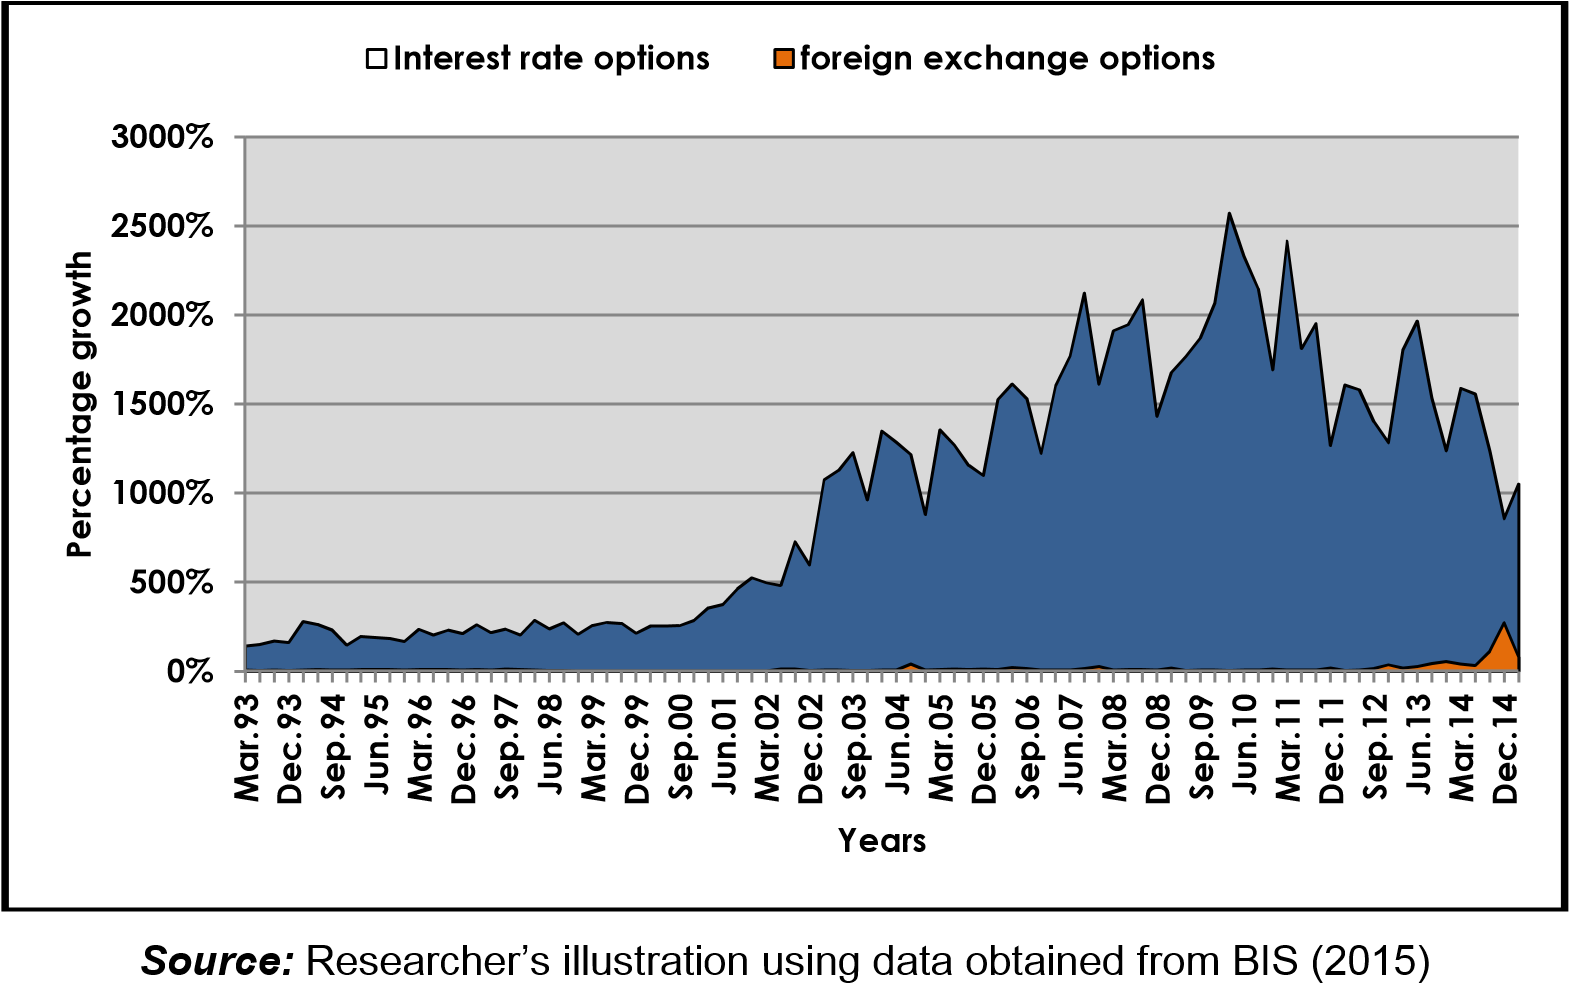 Interest rate options
foreign exchange options
3000%
2500%
2000%
1500%
1000%
500%
0%
Percentage growth
Mar.93
Dec.93
Sep.94
Jun.95
Mar.96
Dec.96
Sep.97
Jun.98
Mar.99
Dec.99
Sep.00
Jun.01
Mar.02
Dec.02
Sep.03
Jun.04
Mar.05
Dec.05
Sep.06
Jun.07
Mar.08
Dec.08
Sep.09
Jun.10
Mar.11
Dec.11
Sep.12
Jun.13
Mar.14
Dec.14
Years
Source: Researcher’s illustration using data obtained from BIS (2015)